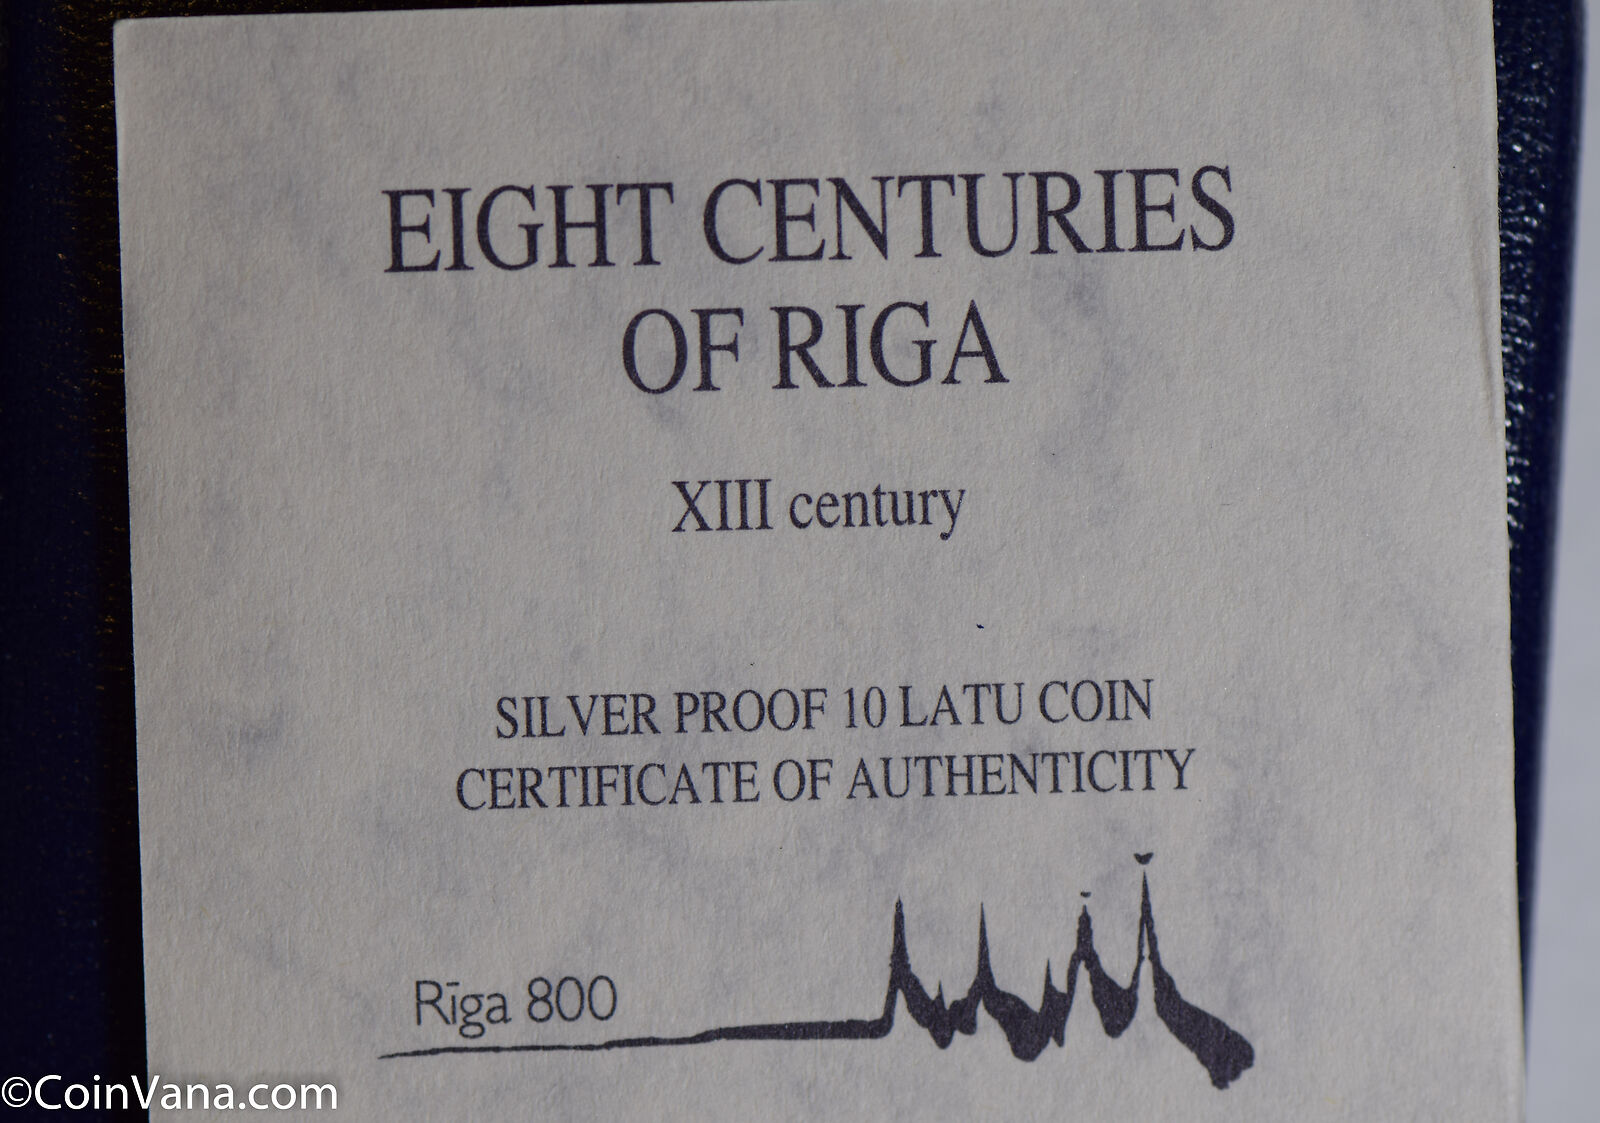 EIGHT CENTURIES
OF RIGA
XIII century
SILVER PROOF 10 LATU COIN
CERTIFICATE OF AUTHENTICITY
Rīga 800
©CoinVana.com